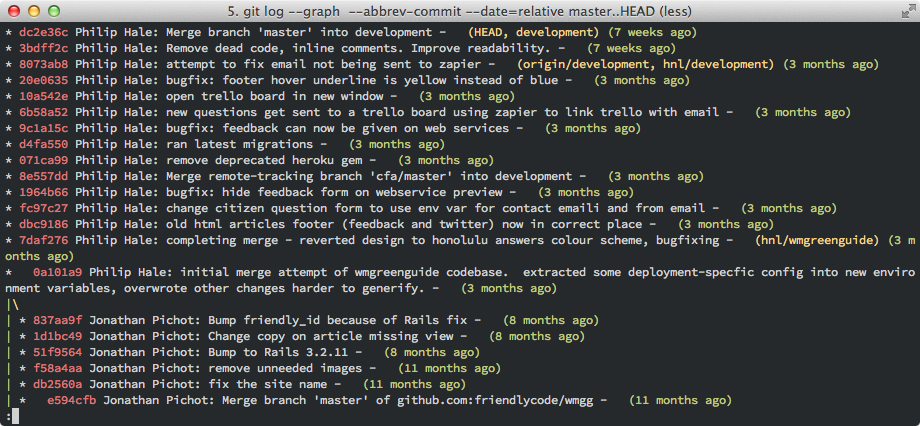 5. git log --graph  --abbrev-commit --date=relative master..HEAD (less)
* dc2e36c Philip Hale: Merge branch 'master' into development -   (HEAD, development) (7 weeks ago)
* 3bdff2c Philip Hale: Remove dead code, inline comments. Improve readability. -   (7 weeks ago)
* 8073ab8 Philip Hale: attempt to fix email not being sent to zapier -   (origin/development, hnl/development) (3 months ago)
* 20e0635 Philip Hale: bugfix: footer hover underline is yellow instead of blue -   (3 months ago)
* 10a542e Philip Hale: open trello board in new window -   (3 months ago)
* 6b58a52 Philip Hale: new questions get sent to a trello board using zapier to link trello with email -   (3 months ago)
* 9c1a15c Philip Hale: bugfix: feedback can now be given on web services -   (3 months ago)
* d4fa550 Philip Hale: ran latest migrations -   (3 months ago)
* 071ca99 Philip Hale: remove deprecated heroku gem -   (3 months ago)
* 8e557dd Philip Hale: Merge remote-tracking branch 'cfa/master' into development -   (3 months ago)
* 1964b66 Philip Hale: bugfix: hide feedback form on webservice preview -   (3 months ago)
* fc97c27 Philip Hale: change citizen question form to use env var for contact emaili and from email -   (3 months ago)
* dbc9186 Philip Hale: old html articles footer (feedback and twitter) now in correct place -   (3 months ago)
* 7daf276 Philip Hale: completing merge - reverted design to honolulu answers colour scheme, bugfixing -   (hnl/wmgreenguide) (3 m
onths ago)
*   0a101a9 Philip Hale: initial merge attempt of wmgreenguide codebase.  extracted some deployment-specfic config into new enviro
nment variables, overwrote other changes harder to generify. -   (3 months ago)
|\
| * 837aa9f Jonathan Pichot: Bump friendly_id because of Rails fix -   (8 months ago)
| * 1d1bc49 Jonathan Pichot: Change copy on article missing view -   (8 months ago)
| * 51f9564 Jonathan Pichot: Bump to Rails 3.2.11 -   (8 months ago)
| * f58a4aa Jonathan Pichot: remove unneeded images -   (11 months ago)
| * db2560a Jonathan Pichot: fix the site name -   (11 months ago)
| *   e594cfb Jonathan Pichot: Merge branch 'master' of github.com:friendlycode/wmgg -   (11 months ago)
: